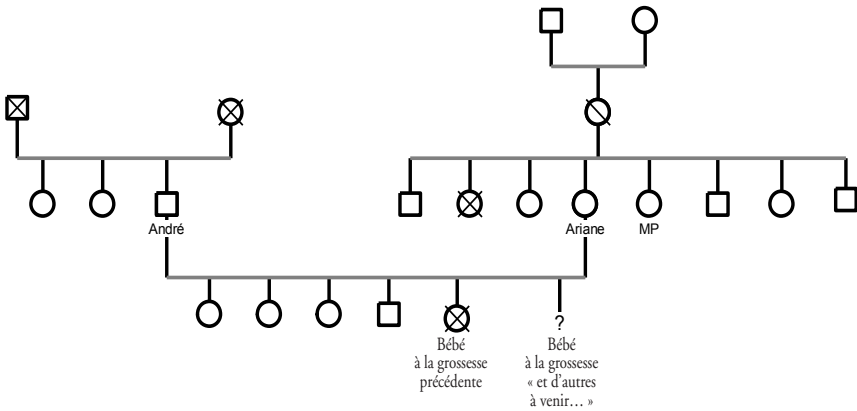 André
Ariane
MP
?
Bébé
à la grossesse
précédente
Bébé
à la grossesse
« et d'autres
à venir… »